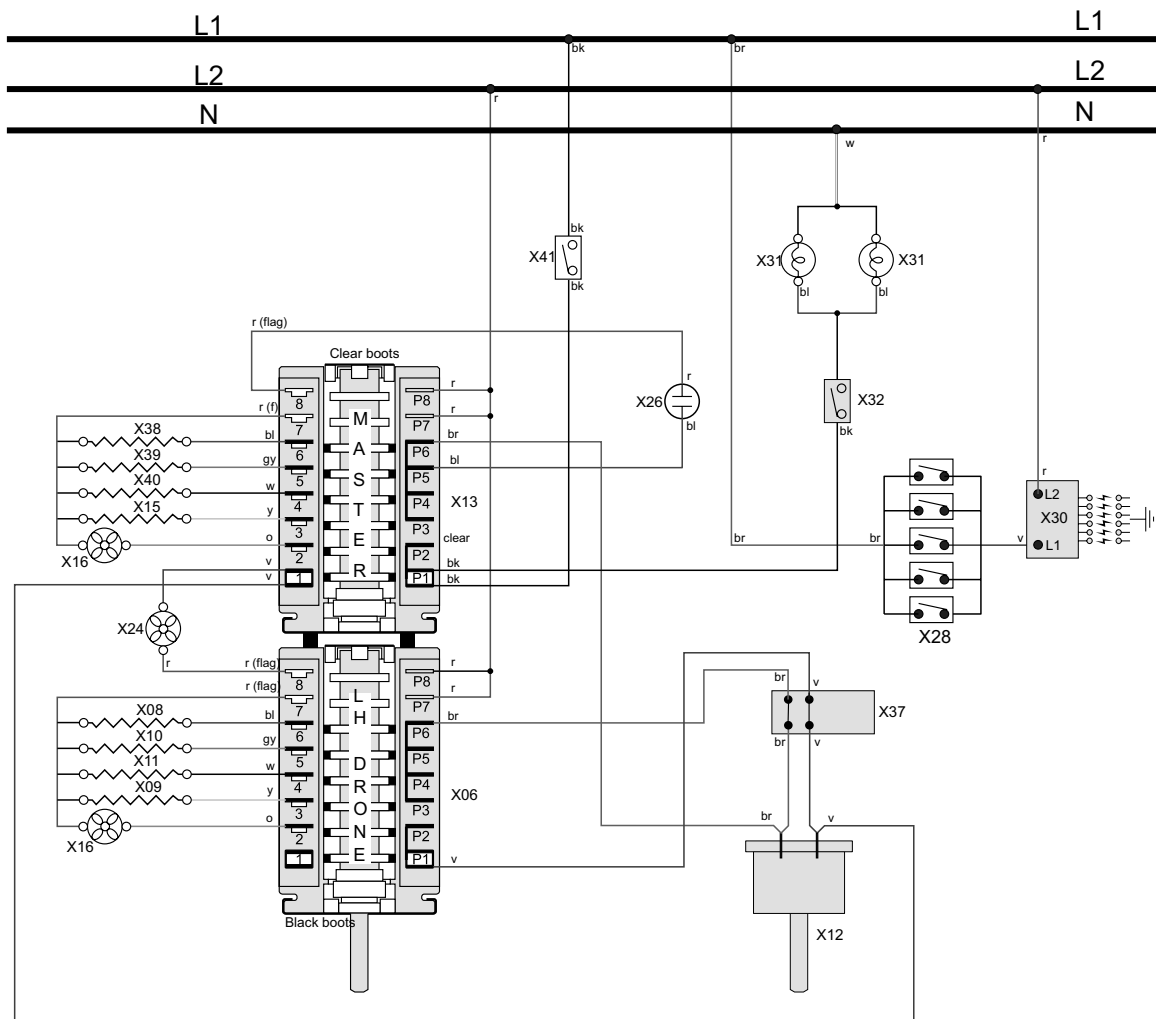 L1 L1
bk br
L2 L2
r
N N
w r
bk
X41
bk
X31 X31
bl bl
r (flag)
Clear boots
r
X26
bl
X32
bk
MASTER
8 P8 r
r (f)
7 P7 r
X38 bl 6 P6 br
X39 gy 5 P5 bl
X40 w 4 P4 X13
X15 y 3 P3
X16 o 2 P2 clear
v bk
v 1 P1 bk
br br v
r
L2
X30
L1
X28
X24
r
LH DRONE
r (flag) 8 P8 r
r (flag) 7 P7 r
X08 bl 6 P6 br
X10 gy 5 P5
X11 w 4 P4 X06
X09 y 3 P3
X16 o 2 P2
1 P1 v
Black boots
br v
X37
br v
br v
X12